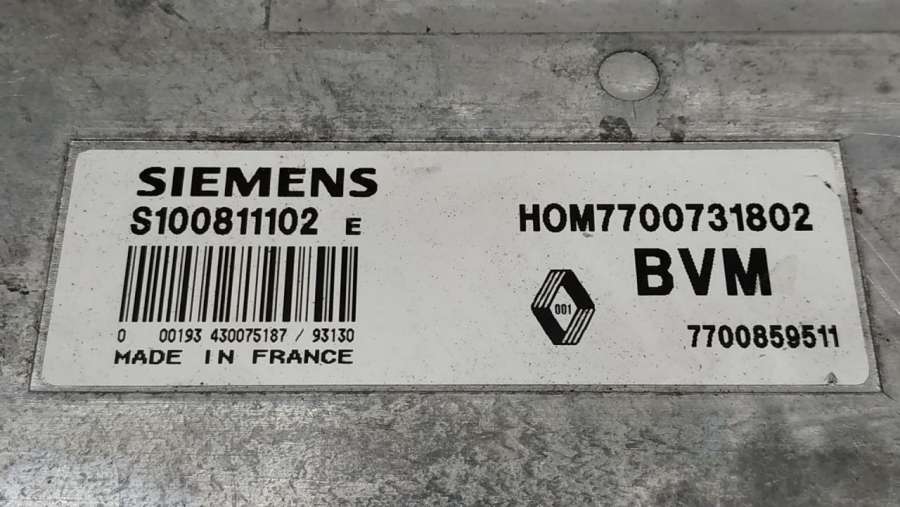 SIEMENS
S100811102 E
0 00193 430075187 / 93130
MADE IN FRANCE
HOM7700731802
BVM
001
7700859511